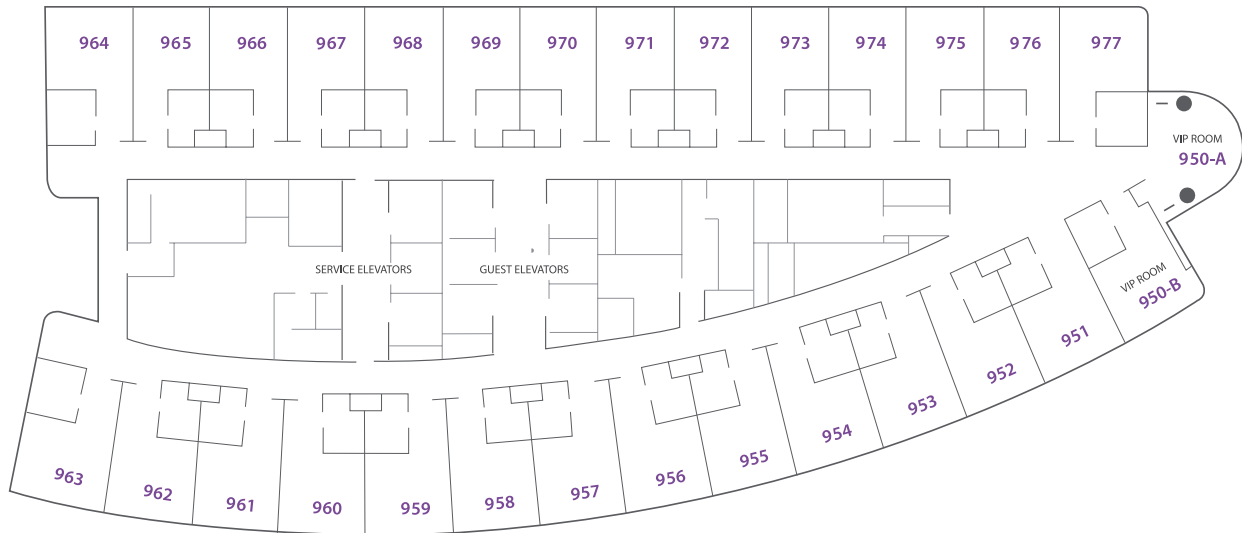 964 965 966 967 968 969 970 971 972 973 974 975 976 977
VIP ROOM
950-A
SERVICE ELEVATORS GUEST ELEVATORS
VIP ROOM
950-B
951
952
953
954
955
956
957
958
959
960
961
962
963